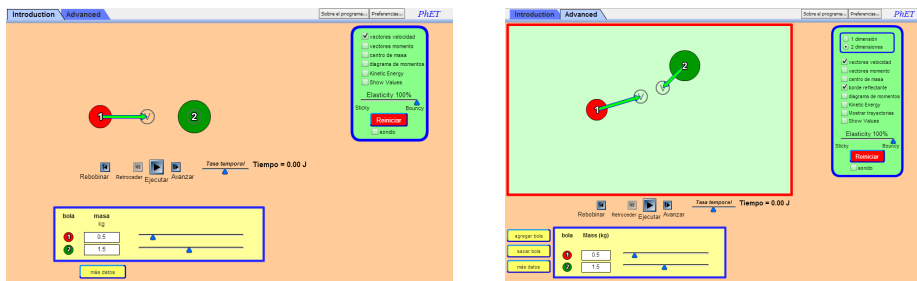 Introduction Advanced Sobre el programa... Preferencias... PhET
vectores velocidad
vectores momento
centro de masa
diagrama de momentos
Kinetic Energy
Show Values
Elasticity 100%
Sticky Bouncy
Reiniciar
sonido
1 V 2
Rebobinar Retroceder Ejecutar Avanzar Tasa temporal Tiempo = 0.00 J
bola masa
kg
1 0.5
2 1.5
más datos
Introduction Advanced Sobre el programa... Preferencias... PhET
1 dimensión
2 dimensiones
vectores velocidad
vectores momento
centro de masa
borde reflectante
diagrama de momentos
Kinetic Energy
Mostrar trayectorias
Show Values
Elasticity 100%
Sticky Bouncy
Reiniciar
sonido
2
V
1 V
Rebobinar Retroceder Ejecutar Avanzar Tasa temporal Tiempo = 0.00 J
agregar bola
sacar bola
más datos
bola Mass (kg)
1 0.5
2 1.5